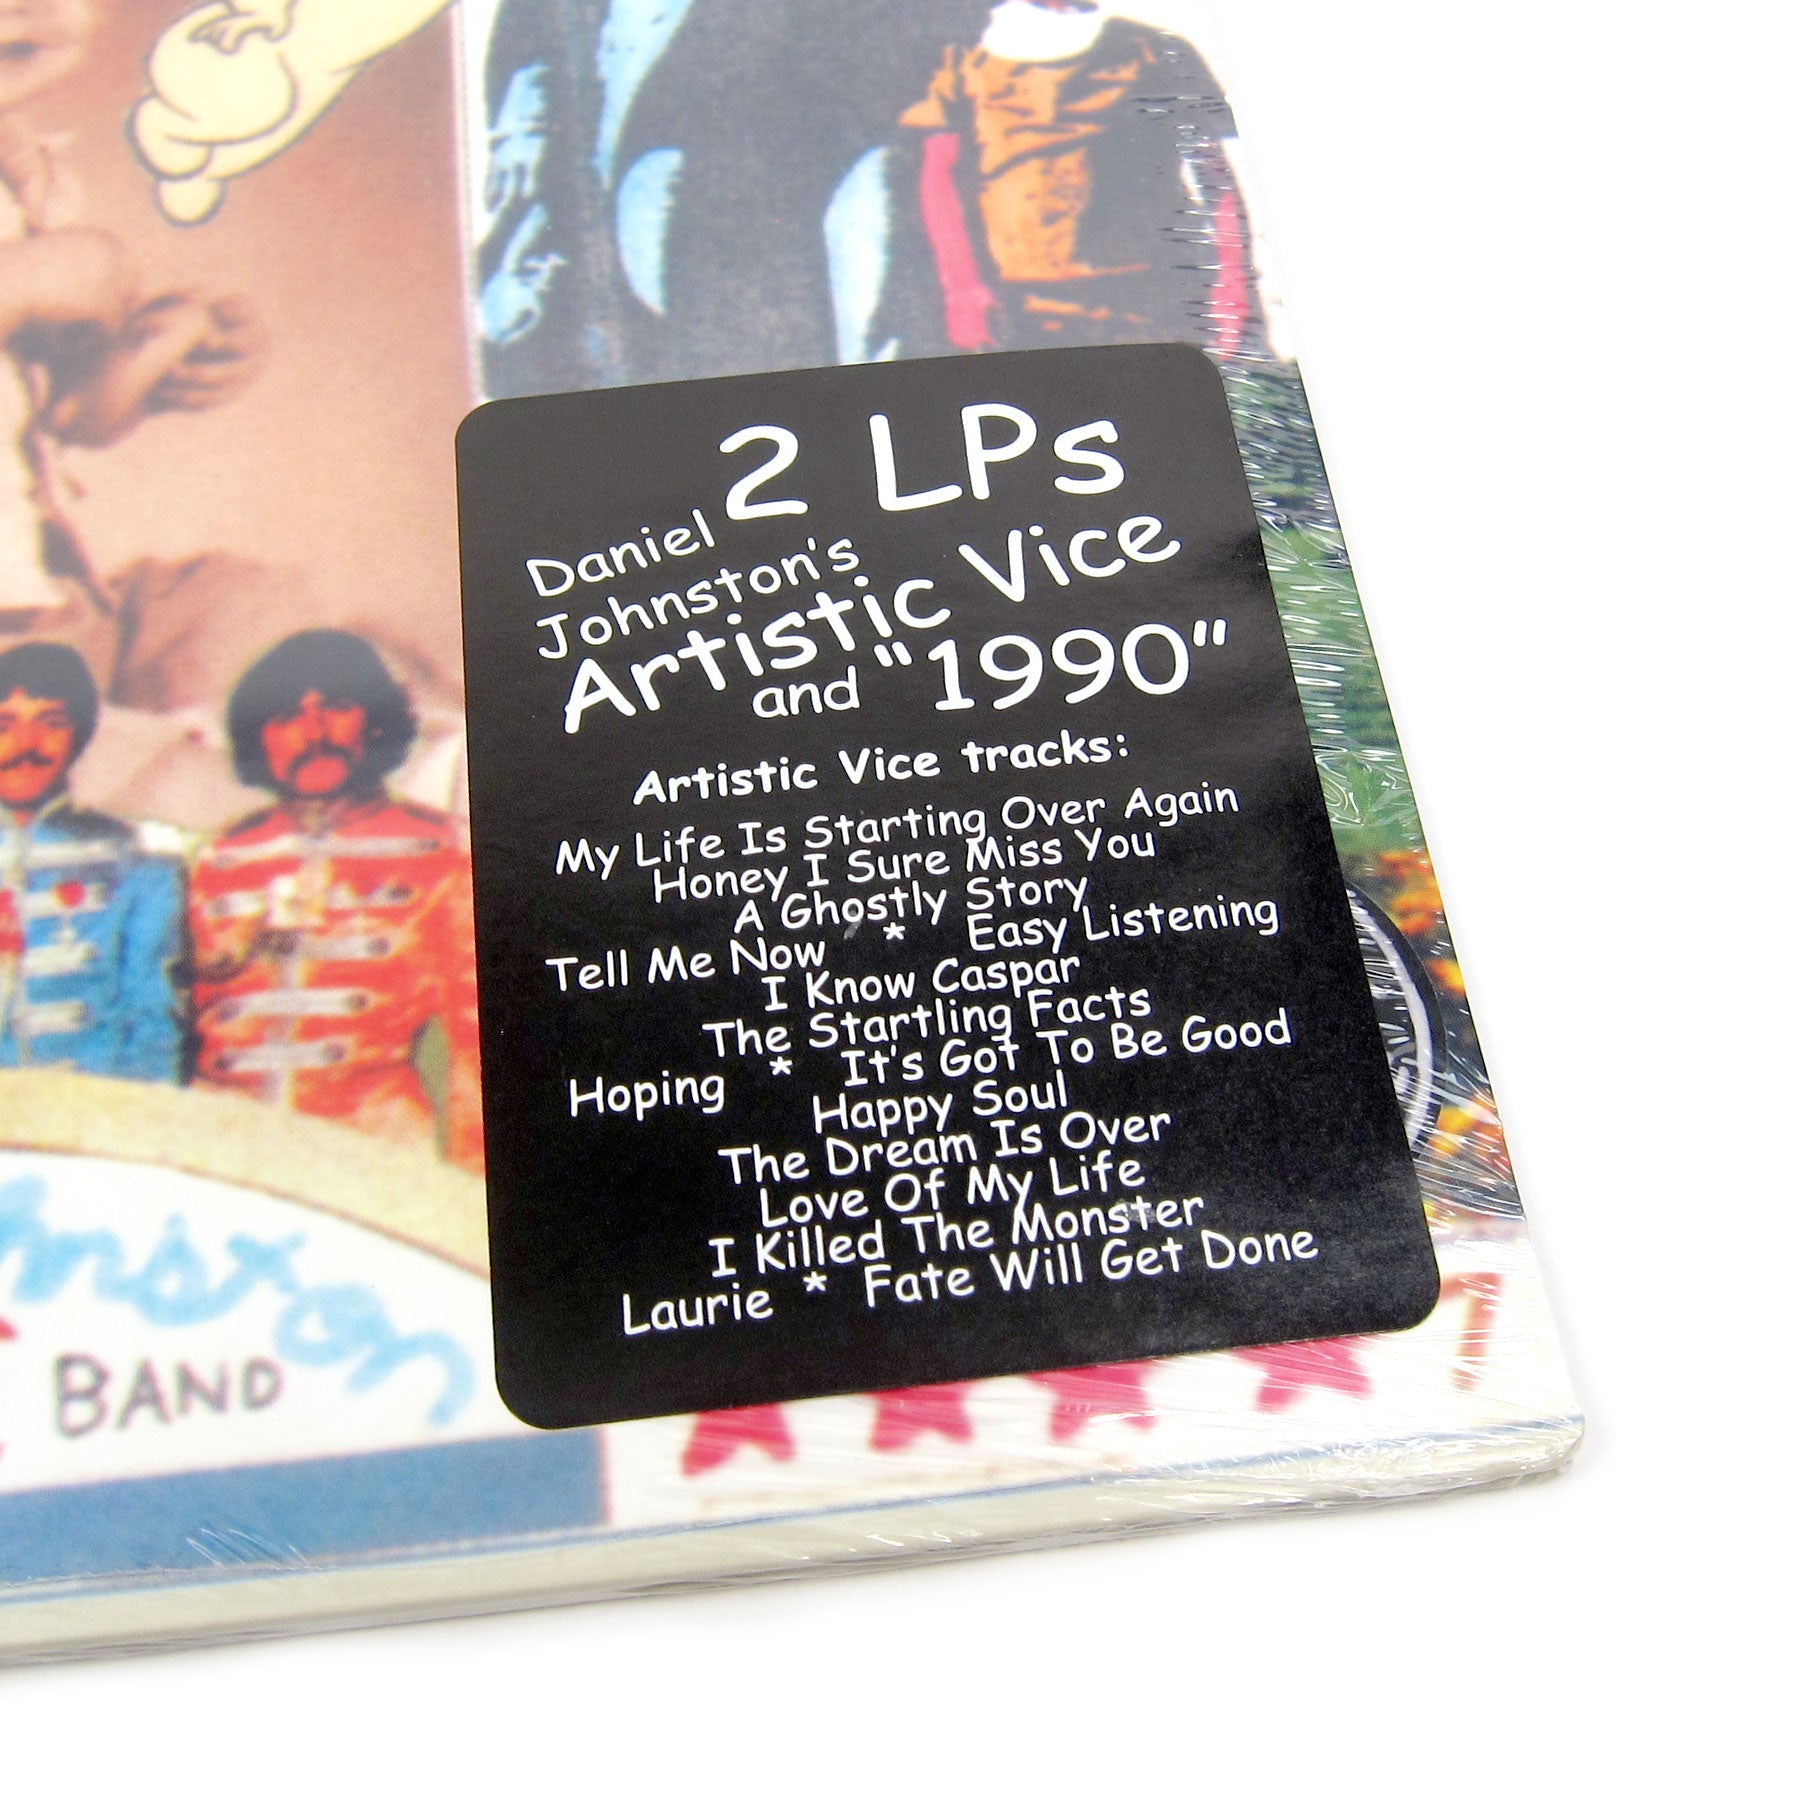 2 LPs
Daniel
Johnston's
Artistic Vice
and "1990"
Artistic Vice tracks:
My Life Is Starting Over Again
Honey I Sure Miss You
A Ghostly Story
Tell Me Now * Easy Listening
I Know Caspar
The Startling Facts
Hoping * It's Got To Be Good
Happy Soul
The Dream Is Over
Love Of My Life
I Killed The Monster
Laurie * Fate Will Get Done
BAND